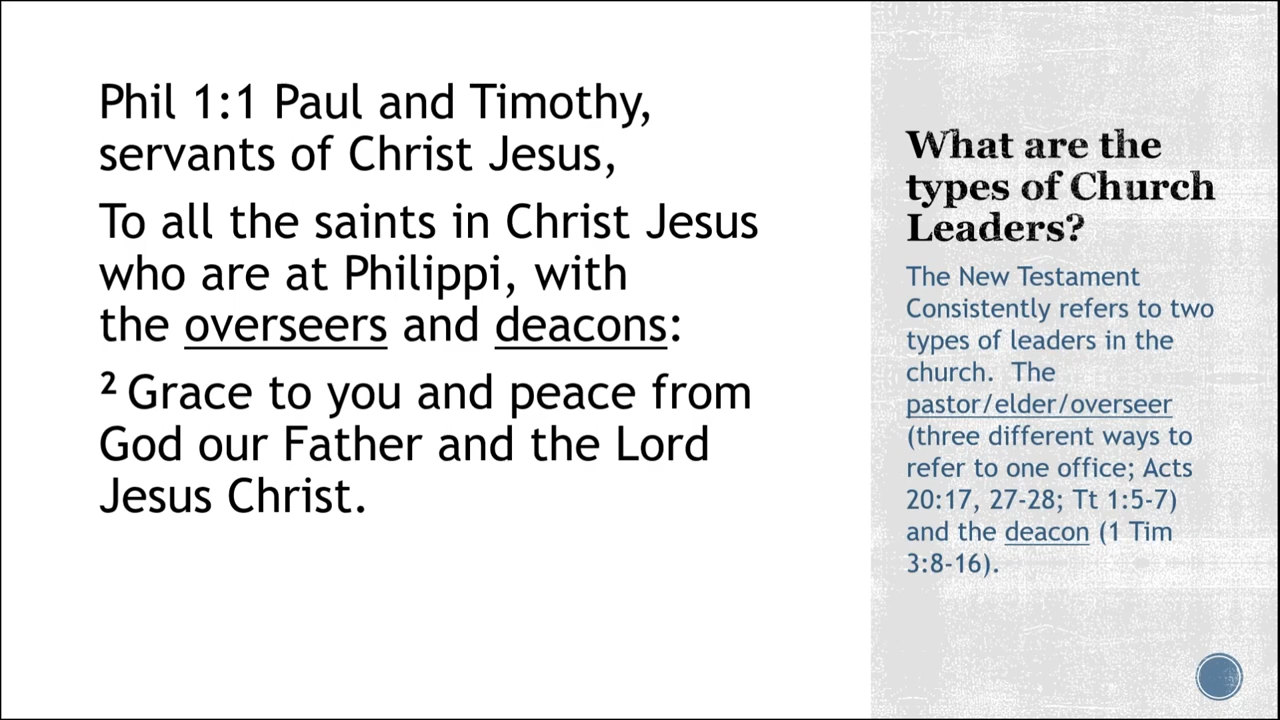 Phil 1:1 Paul and Timothy,
servants of Christ Jesus,
To all the saints in Christ Jesus
who are at Philippi, with
the overseers and deacons:
² Grace to you and peace from
God our Father and the Lord
Jesus Christ.
What are the
types of Church
Leaders?
The New Testament
Consistently refers to two
types of leaders in the
church.  The
pastor/elder/overseer
(three different ways to
refer to one office; Acts
20:17, 27-28; Tt 1:5-7)
and the deacon (1 Tim
3:8-16).